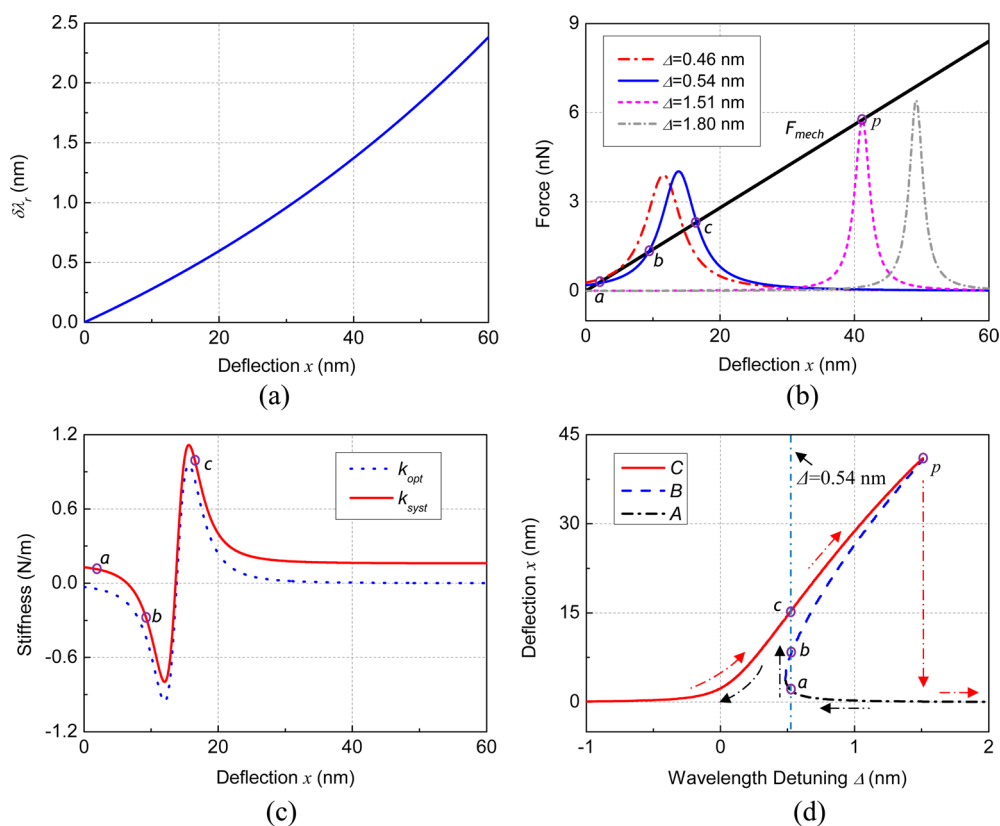 2.5
2.0
1.5
1.0
0.5
0.0
δλr (nm)
0 20 40 60
Deflection x (nm)
(a)
9
6
3
0
Force (nN)
Δ=0.46 nm
Δ=0.54 nm
Δ=1.51 nm
Δ=1.80 nm
Fmech
p
c
b
a
0 20 40 60
Deflection x (nm)
(b)
1.2
0.6
0.0
-0.6
-1.2
Stiffness (N/m)
a
b
c
kopt
ksyst
0 20 40 60
Deflection x (nm)
(c)
45
30
15
0
Deflection x (nm)
C
B
A
Δ=0.54 nm
p
c
b
a
-1 0 1 2
Wavelength Detuning Δ (nm)
(d)